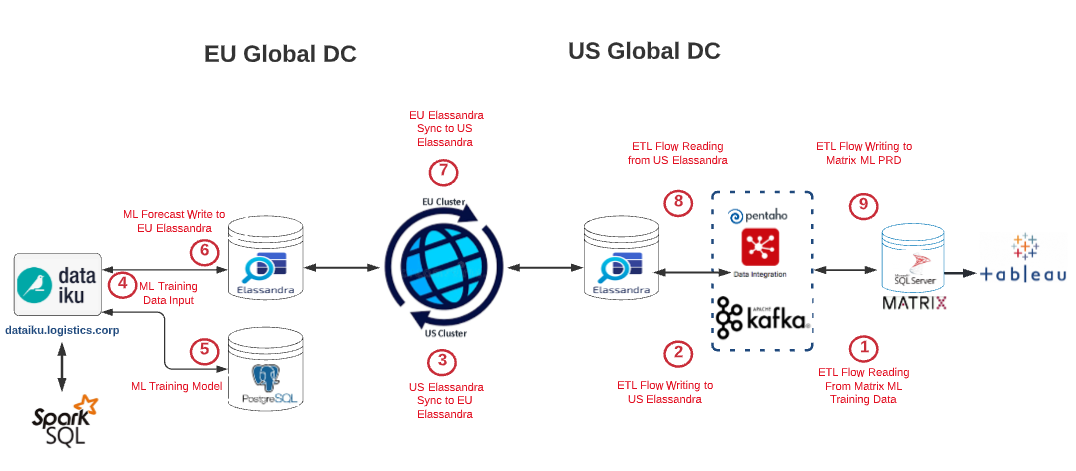 EU Global DC
US Global DC
EU Elassandra
Sync to US
Elassandra
7
EU Cluster
US Cluster
3
US Elassandra
Sync to EU
Elassandra
ML Forecast Write to
EU Elassandra
6
Elassandra
data
iku
dataiku.logistics.corp
4
ML Training
Data Input
5
ML Training Model
PostgreSQL
Spark
SQL
ETL Flow Reading
from US Elassandra
8
Elassandra
2
ETL Flow Writing to
US Elassandra
pentaho
Data Integration
APACHE
kafka®
ETL Flow Writing to
Matrix ML PRD
9
SQL Server
MATRIX
1
ETL Flow Reading
From Matrix ML
Training Data
+ableau